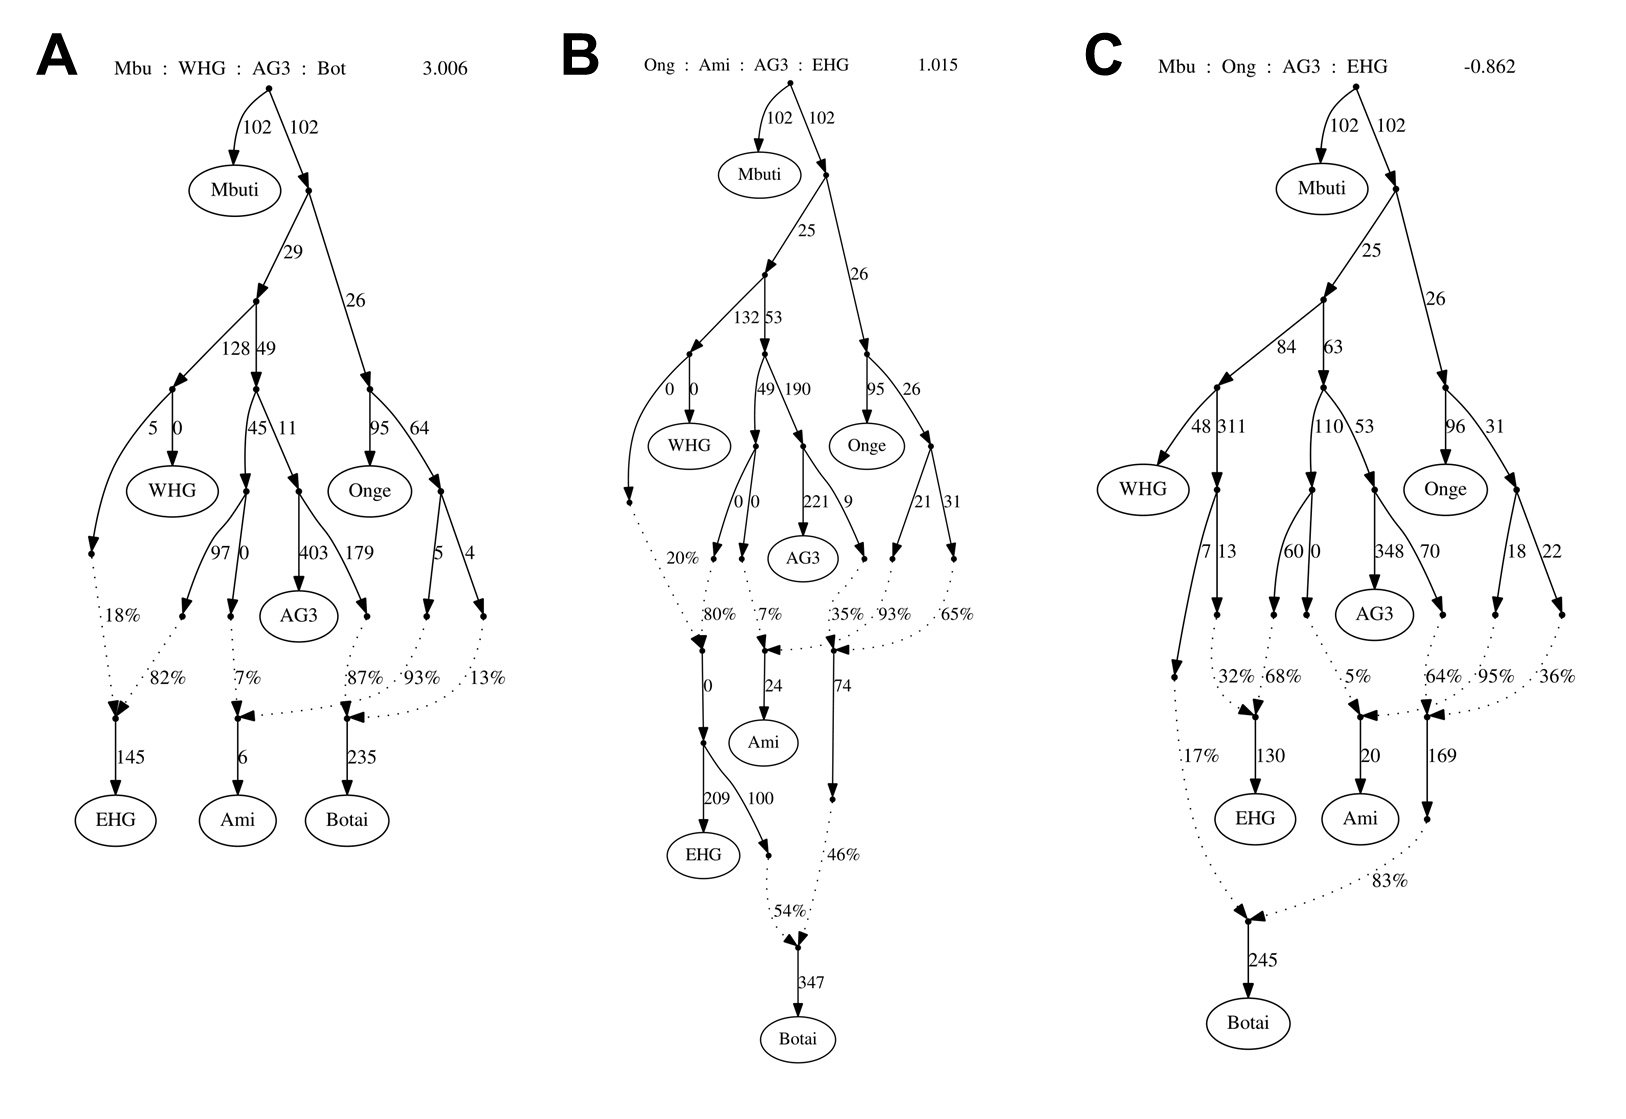 A
Mbu : WHG : AG3 : Bot 3.006
102 102
Mbuti
29
26
128 49
5 0 45 11 95 64
WHG Onge
97 0 403 179 5 4
18% AG3
82% 7% 87% 93% 13%
145 6 235
EHG Ami Botai
B
Ong : Ami : AG3 : EHG 1.015
102 102
Mbuti
25
26
132 53
0 0 49 190 95 26
WHG Onge
0 0 221 9 21 31
20% AG3
80% 7% 35% 93% 65%
0 24 74
Ami
209 100
EHG 46%
54%
347
Botai
C
Mbu : Ong : AG3 : EHG -0.862
102 102
Mbuti
25
26
84 63
48 311 110 53 96 31
WHG Onge
7 13 60 0 348 70 18 22
AG3
32% 68% 5% 64% 95% 36%
17% 130 20 169
EHG Ami
83%
245
Botai